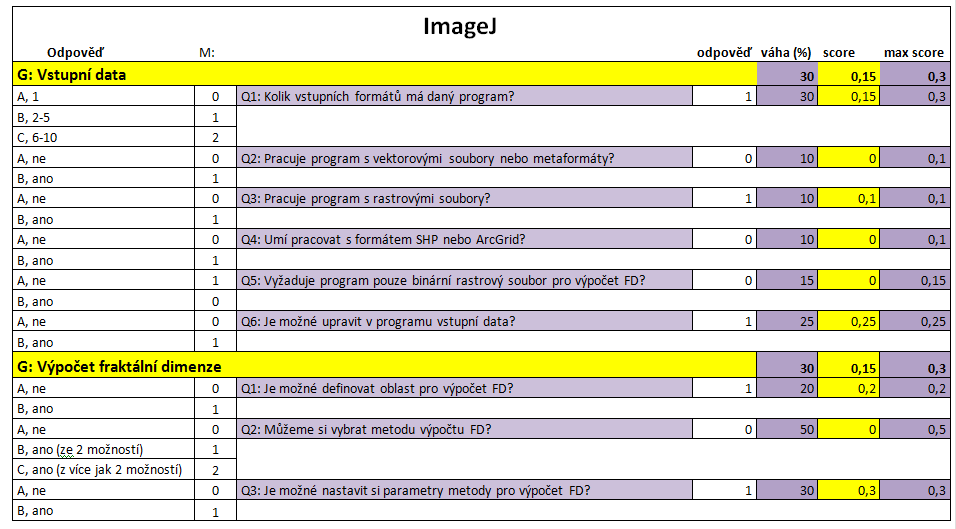 ImageJ
Odpověď M: odpověď váha (%) score max score
G: Vstupní data 30 0,15 0,3
A, 1 0 Q1: Kolik vstupních formátů má daný program? 1 30 0,15 0,3
B, 2-5 1
C, 6-10 2
A, ne 0 Q2: Pracuje program s vektorovými soubory nebo metaformáty? 0 10 0 0,1
B, ano 1
A, ne 0 Q3: Pracuje program s rastrovými soubory? 1 10 0,1 0,1
B, ano 1
A, ne 0 Q4: Umí pracovat s formátem SHP nebo ArcGrid? 0 10 0 0,1
B, ano 1
A, ne 1 Q5: Vyžaduje program pouze binární rastrový soubor pro výpočet FD? 0 15 0 0,15
B, ano 0
A, ne 0 Q6: Je možné upravit v programu vstupní data? 1 25 0,25 0,25
B, ano 1
G: Výpočet fraktální dimenze 30 0,15 0,3
A, ne 0 Q1: Je možné definovat oblast pro výpočet FD? 1 20 0,2 0,2
B, ano 1
A, ne 0 Q2: Můžeme si vybrat metodu výpočtu FD? 0 50 0 0,5
B, ano (ze 2 možností) 1
C, ano (z více jak 2 možností) 2
A, ne 0 Q3: Je možné nastavit si parametry metody pro výpočet FD? 1 30 0,3 0,3
B, ano 1